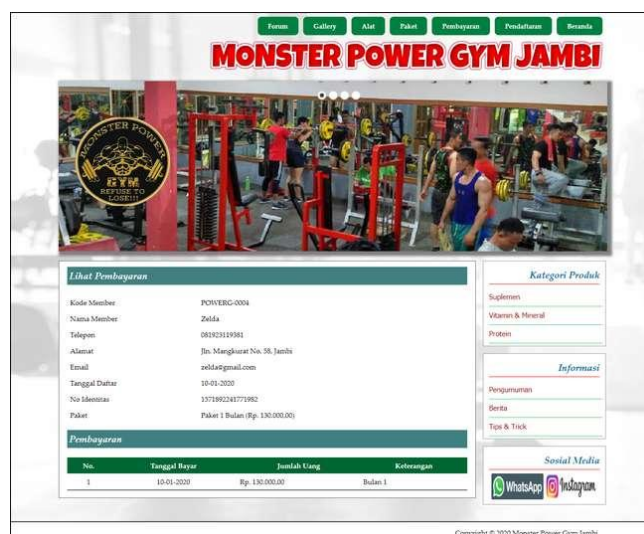 Forum Gallery Alat Paket Pembayaran Pendaftaran Beranda
MONSTER POWER GYM JAMBI
MONSTER POWER
GYM
REFUSE TO
LOSE!!!
Lihat Pembayaran
Kode Member POWERG-0004
Nama Member Zelda
Telepon 081923119381
Alamat Jln. Mangkurat No. 58, Jambi
Email zelda@gmail.com
Tanggal Daftar 10-01-2020
No Identitas 1571892241771982
Paket Paket 1 Bulan (Rp. 130.000,00)
Pembayaran
No. Tanggal Bayar Jumlah Uang Keterangan
1 10-01-2020 Rp. 130.000,00 Bulan 1
Kategori Produk
Suplemen
Vitamin & Mineral
Protein
Informasi
Pengumuman
Berita
Tips & Trick
Sosial Media
WhatsApp Instagram
Copyright © 2020 Monster Power Gym Jambi